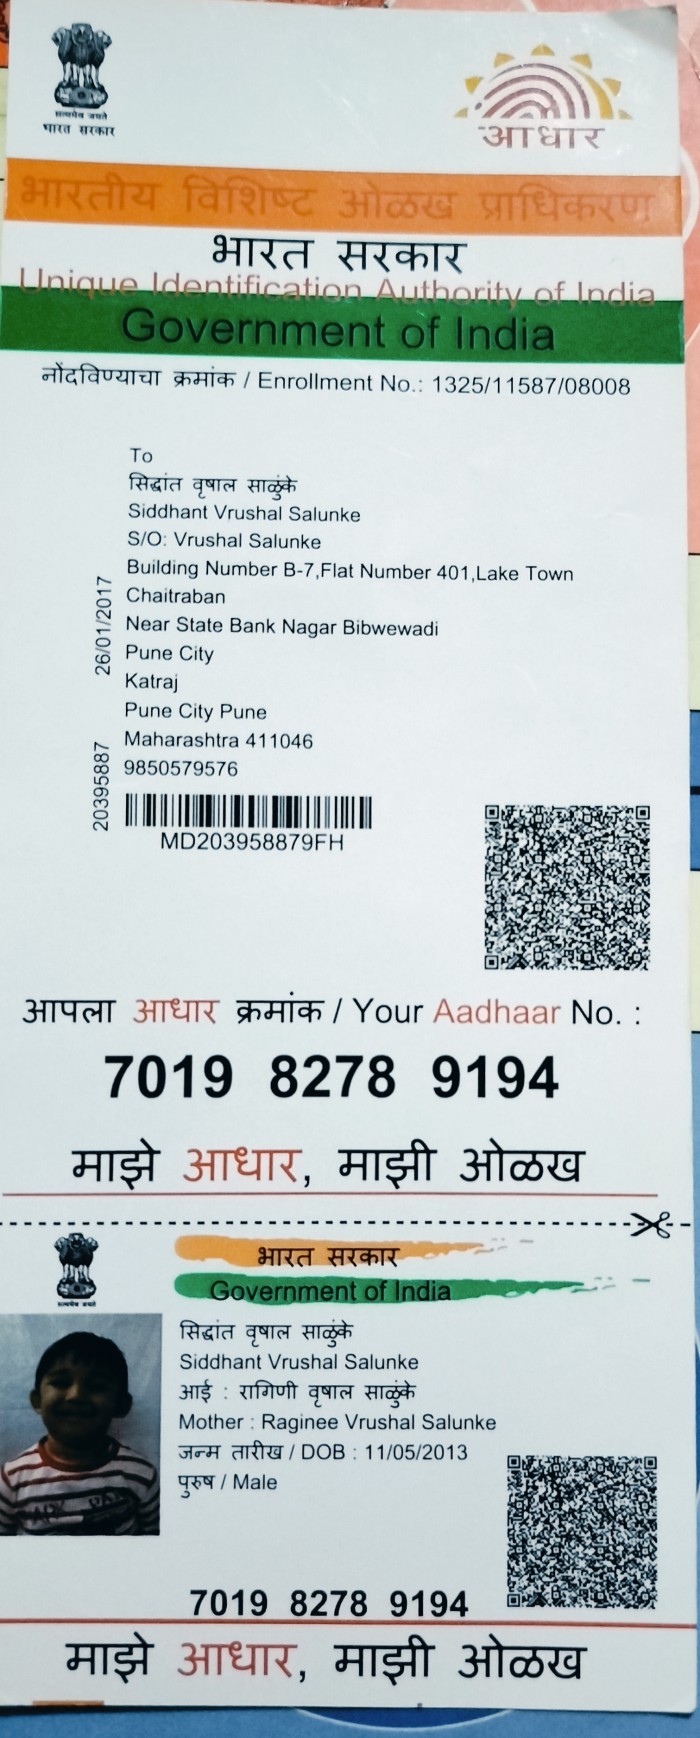 सत्यमेव जयते
भारत सरकार
आधार
भारतीय विशिष्ट ओळख प्राधिकरण
भारत सरकार
Unique Identification Authority of India
Government of India
नोंदविण्याचा क्रमांक / Enrollment No.: 1325/11587/08008
To
सिद्धांत वृषाल साळुंके
Siddhant Vrushal Salunke
S/O: Vrushal Salunke
Building Number B-7,Flat Number 401,Lake Town
Chaitraban
Near State Bank Nagar Bibwewadi
Pune City
Katraj
Pune City Pune
Maharashtra 411046
9850579576
26/01/2017
20395887
MD203958879FH
आपला आधार क्रमांक / Your Aadhaar No. :
7019 8278 9194
माझे आधार, माझी ओळख
सत्यमेव जयते
भारत सरकार
Government of India
सिद्धांत वृषाल साळुंके
Siddhant Vrushal Salunke
आई : रागिणी वृषाल साळुंके
Mother : Raginee Vrushal Salunke
जन्म तारीख / DOB : 11/05/2013
पुरुष / Male
7019 8278 9194
माझे आधार, माझी ओळख